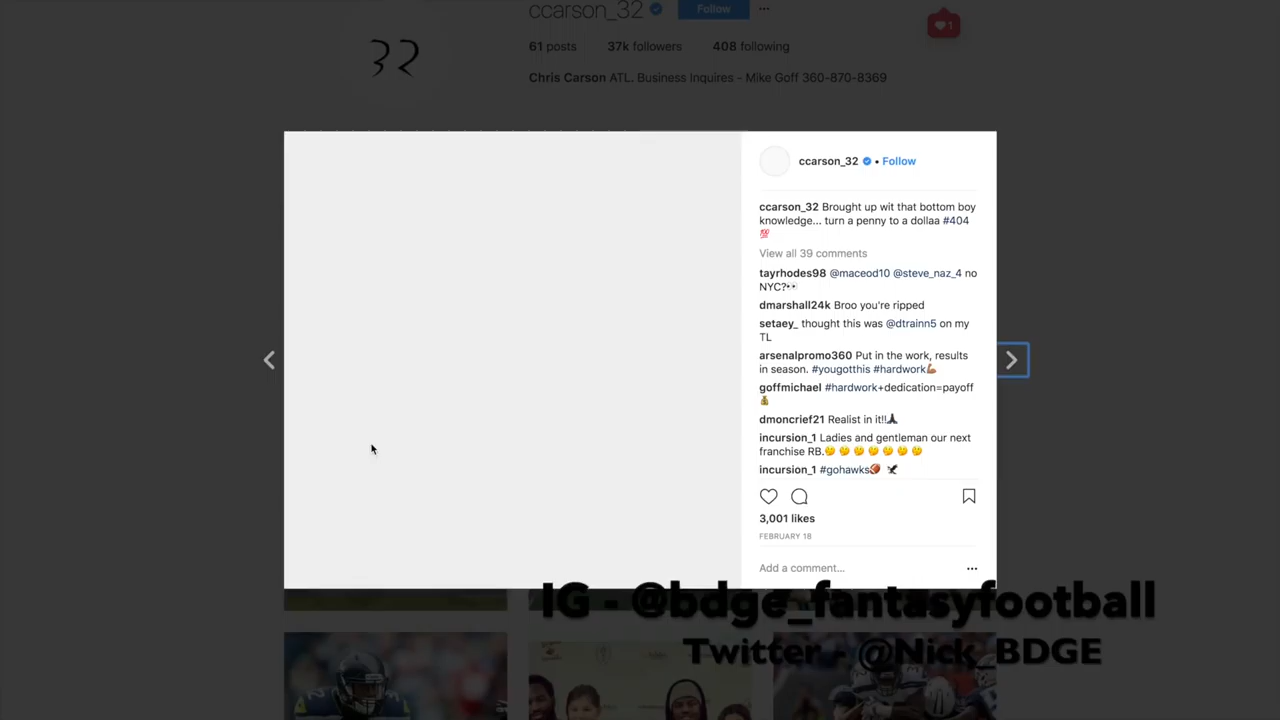 ccarson_32 Follow ...
61 posts 37k followers 408 following
1
32
Chris Carson ATL. Business Inquires - Mike Goff 360-870-8369
ccarson_32 • Follow
ccarson_32 Brought up wit that bottom boy
knowledge... turn a penny to a dollaa #404
💯
View all 39 comments
tayrhodes98 @maceod10 @steve_naz_4 no
NYC?👀
dmarshall24k Broo you're ripped
setaey_ thought this was @dtrainn5 on my
TL
arsenalpromo360 Put in the work, results
in season. #yougotthis #hardwork💪🏽
goffmichael #hardwork+dedication=payoff
💰
dmoncrief21 Realist in it!!🙏🏿
incursion_1 Ladies and gentleman our next
franchise RB.🤔 🤔 🤔 🤔 🤔 🤔 🤔
incursion_1 #gohawks🏈 🦅
3,001 likes
FEBRUARY 18
Add a comment... ...
IG - @bdge_fantasyfootball
Twitter - @Nick_BDGE